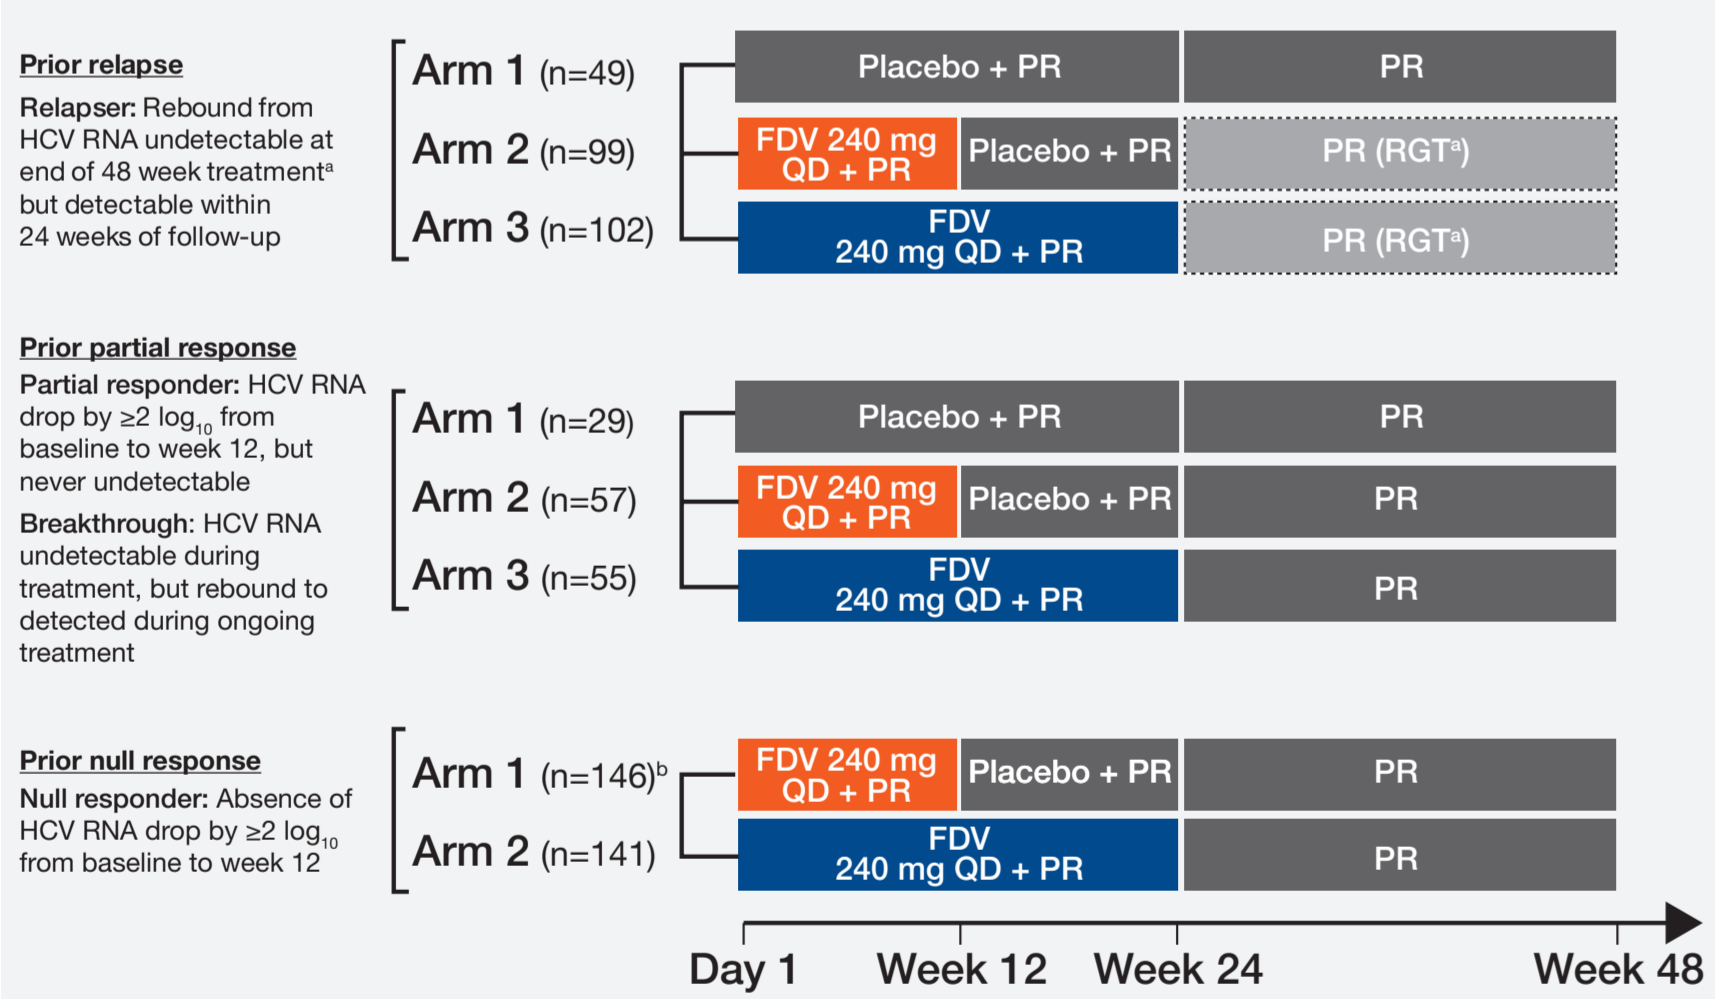 Prior relapse
Relapser: Rebound from
HCV RNA undetectable at
end of 48 week treatmentᵃ
but detectable within
24 weeks of follow-up
Arm 1 (n=49)
Arm 2 (n=99)
Arm 3 (n=102)
Placebo + PR
PR
FDV 240 mg
QD + PR
Placebo + PR
PR (RGTᵃ)
FDV
240 mg QD + PR
PR (RGTᵃ)
Prior partial response
Partial responder: HCV RNA
drop by ≥2 log₁₀ from
baseline to week 12, but
never undetectable
Breakthrough: HCV RNA
undetectable during
treatment, but rebound to
detected during ongoing
treatment
Arm 1 (n=29)
Arm 2 (n=57)
Arm 3 (n=55)
Placebo + PR
PR
FDV 240 mg
QD + PR
Placebo + PR
PR
FDV
240 mg QD + PR
PR
Prior null response
Null responder: Absence of
HCV RNA drop by ≥2 log₁₀
from baseline to week 12
Arm 1 (n=146)ᵇ
Arm 2 (n=141)
FDV 240 mg
QD + PR
Placebo + PR
PR
FDV
240 mg QD + PR
PR
Day 1
Week 12
Week 24
Week 48